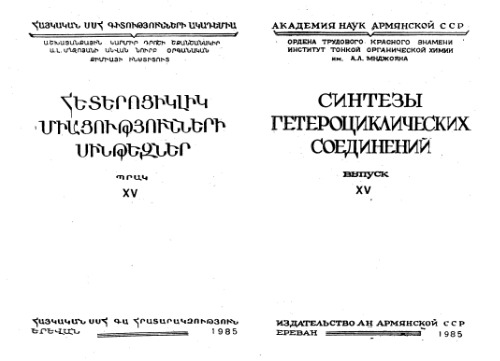 ՀԱՅԿԱԿԱՆ ՍՍՀ ԳԻՏՈՒԹՅՈՒՆՆԵՐԻ ԱԿԱԴԵՄԻԱ
ԱՇԽԱՏԱՆՔԱՅԻՆ ԿԱՐՄԻՐ ԴՐՈՇԻ ՇՔԱՆՇԱՆԱԿԻՐ
Ա.Լ. ՄՆՋՈՅԱՆԻ ԱՆՎԱՆ ՆՈՒՐԲ ՕՐԳԱՆԱԿԱՆ
ՔԻՄԻԱՅԻ ԻՆՍՏԻՏՈՒՏ
ՀԵՏԵՐՈՑԻԿԼԻԿ
ՄԻԱՑՈՒԹՅՈՒՆՆԵՐԻ
ՍԻՆԹԵԶՆԵՐ
ՊՐԱԿ
XV
ՀԱՅԿԱԿԱՆ ՍՍՀ ԳԱ ՀՐԱՏԱՐԱԿՉՈՒԹՅՈՒՆ
ԵՐԵՎԱՆ 1985
АКАДЕМИЯ НАУК АРМЯНСКОЙ ССР
ОРДЕНА ТРУДОВОГО КРАСНОГО ЗНАМЕНИ
ИНСТИТУТ ТОНКОЙ ОРГАНИЧЕСКОЙ ХИМИИ
им. А.Л. МНДЖОЯНА
СИНТЕЗЫ
ГЕТЕРОЦИКЛИЧЕСКИХ
СОЕДИНЕНИЙ
ВЫПУСК
XV
ИЗДАТЕЛЬСТВО АН АРМЯНСКОЙ ССР
ЕРЕВАН 1985